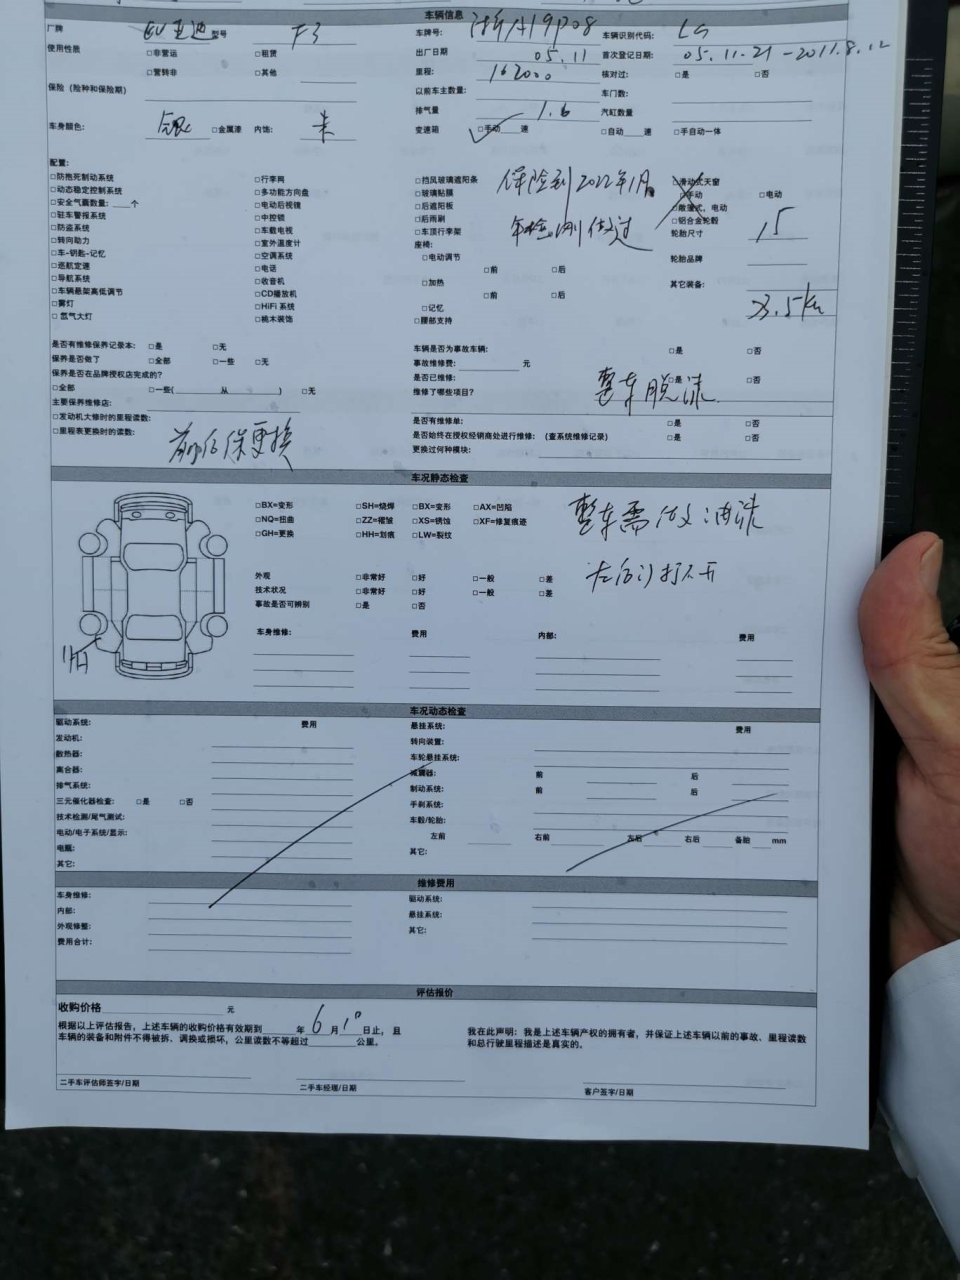 车辆信息
厂牌 比亚迪 型号 F3 车牌号: 车辆识别代码:
使用性能 □非营运 □租赁 出厂日期 05.11 首次登记日期: 05.11.21-2011.8.12
□营转非 □其他 里程: 162000 核对过: □是 □否
保险（险种和保险期） 以前车主数量: 车门数:
排气量 1.6 汽缸数量
车身颜色: 银 □金属漆 内饰: 米 变速箱 □手动 速 □自动 速 □手自动一体
配置:
□防抱死制动系统 □行李网 □挡风玻璃遮阳条 保险到2022年1月 □滑动式天窗
□动态稳定控制系统 □多功能方向盘 □玻璃贴膜 □手动 □电动
□安全气囊数量: 个 □电动后视镜 □后遮阳板 □敞篷式，电动
□驻车警报系统 □中控锁 □后雨刷 年检刚过 □铝合金轮毂
□防盗系统 □车载电视 □车顶行李架 轮胎尺寸 15
□转向助力 □室外温度计 座椅:
□车-钥匙-记忆 □空调系统 □电动调节 轮胎品牌
□巡航定速 □电话 □前 □后
□导航系统 □收音机 □加热 其它装备:
□车辆悬架高低调节 □CD播放机 □前 □后
□雾灯 □HiFi 系统 □记忆
□氙气大灯 □桃木装饰 □腰部支持
是否有维修保养记录本: □是 □无 车辆是否为事故车辆: □是 □否
保养是否做了 □全部 □一些 □无 事故维修费: 元
保养是否在品牌授权店完成的? 是否已维修: □是 □否
□全部 □一些( 从 ) □无 维修了哪些项目? 整车脱漆
主要保养维修店:
□发动机大修时的里程读数: 是否有维修单: □是 □否
□里程表更换时的读数: 前后保更换 是否始终在授权经销商处进行维修: (查系统维修记录) □是 □否
更换过何种模块:
车况静态检查
□BX=变形 □SH=烧焊 □BX=变形 □AX=凹陷 整车需做油漆
□NQ=扭曲 □ZZ=褶皱 □XS=锈蚀 □XF=修复痕迹
□GH=更换 □HH=划痕 □LW=裂纹
外观 □非常好 □好 □一般 □差 左后门打不开
技术状况 □非常好 □好 □一般 □差
事故是否可辨别 □是 □否
车身维修: 费用 内部: 费用
车况动态检查
驱动系统: 费用 悬挂系统: 费用
发动机: 转向装置:
散热器: 车轮悬挂系统:
离合器: 减震器: 前 后
排气系统: 制动系统: 前 后
三元催化器检查: □是 □否 手刹系统:
技术检测/尾气测试: 车毂/轮胎:
电动/电子系统/显示: 左前 右前 左后 右后 备胎 mm
电瓶: 其它:
其它:
维修费用
车身维修: 驱动系统:
内部: 悬挂系统:
外观修整: 其它:
费用合计:
评估报价
收购价格 元
根据以上评估报告，上述车辆的收购价格有效期到 年 6 月 10 日止，且 我在此声明：我是上述车辆产权的拥有者，并保证上述车辆以前的事故、里程读数
车辆的装备和附件不得被拆、调换或损坏，公里读数不等超过 公里。 和总行驶里程描述是真实的。
二手车评估师签字/日期 二手车经理/日期 客户签字/日期